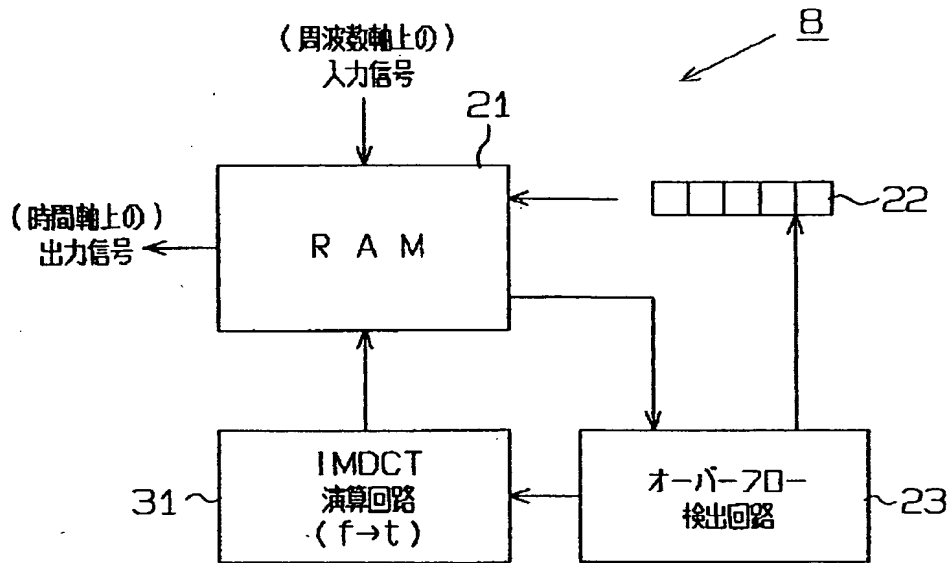 8
(周波数軸上の)
入力信号
21
RAM
(時間軸上の)
出力信号
22
IMDCT
演算回路
(f→t)
31
オーバーフロー
検出回路
23